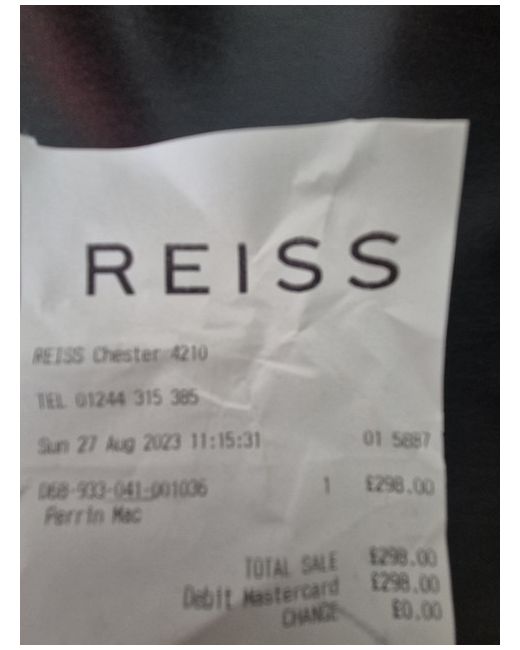 REISS
REISS Chester 4210
TEL 01244 315 385
Sun 27 Aug 2023 11:15:31 01 5887
D68-933-041-001036 1 £298.00
Perrin Mac
TOTAL SALE £298.00
Debit Mastercard £298.00
CHANGE £0.00